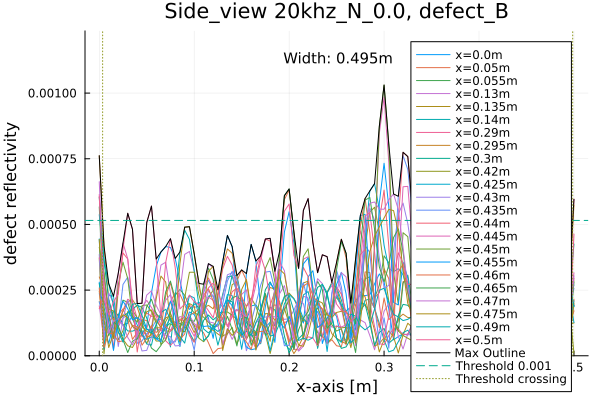 Side_view 20khz_N_0.0, defect_B
Width: 0.495m
0.00100
0.00075
0.00050
0.00025
0.00000
defect reflectivity
0.0
0.1
0.2
0.3
.5
x-axis [m]
x=0.0m
x=0.05m
x=0.055m
x=0.13m
x=0.135m
x=0.14m
x=0.29m
x=0.295m
x=0.3m
x=0.42m
x=0.425m
x=0.43m
x=0.435m
x=0.44m
x=0.445m
x=0.45m
x=0.455m
x=0.46m
x=0.465m
x=0.47m
x=0.475m
x=0.49m
x=0.5m
Max Outline
Threshold 0.001
Threshold crossing